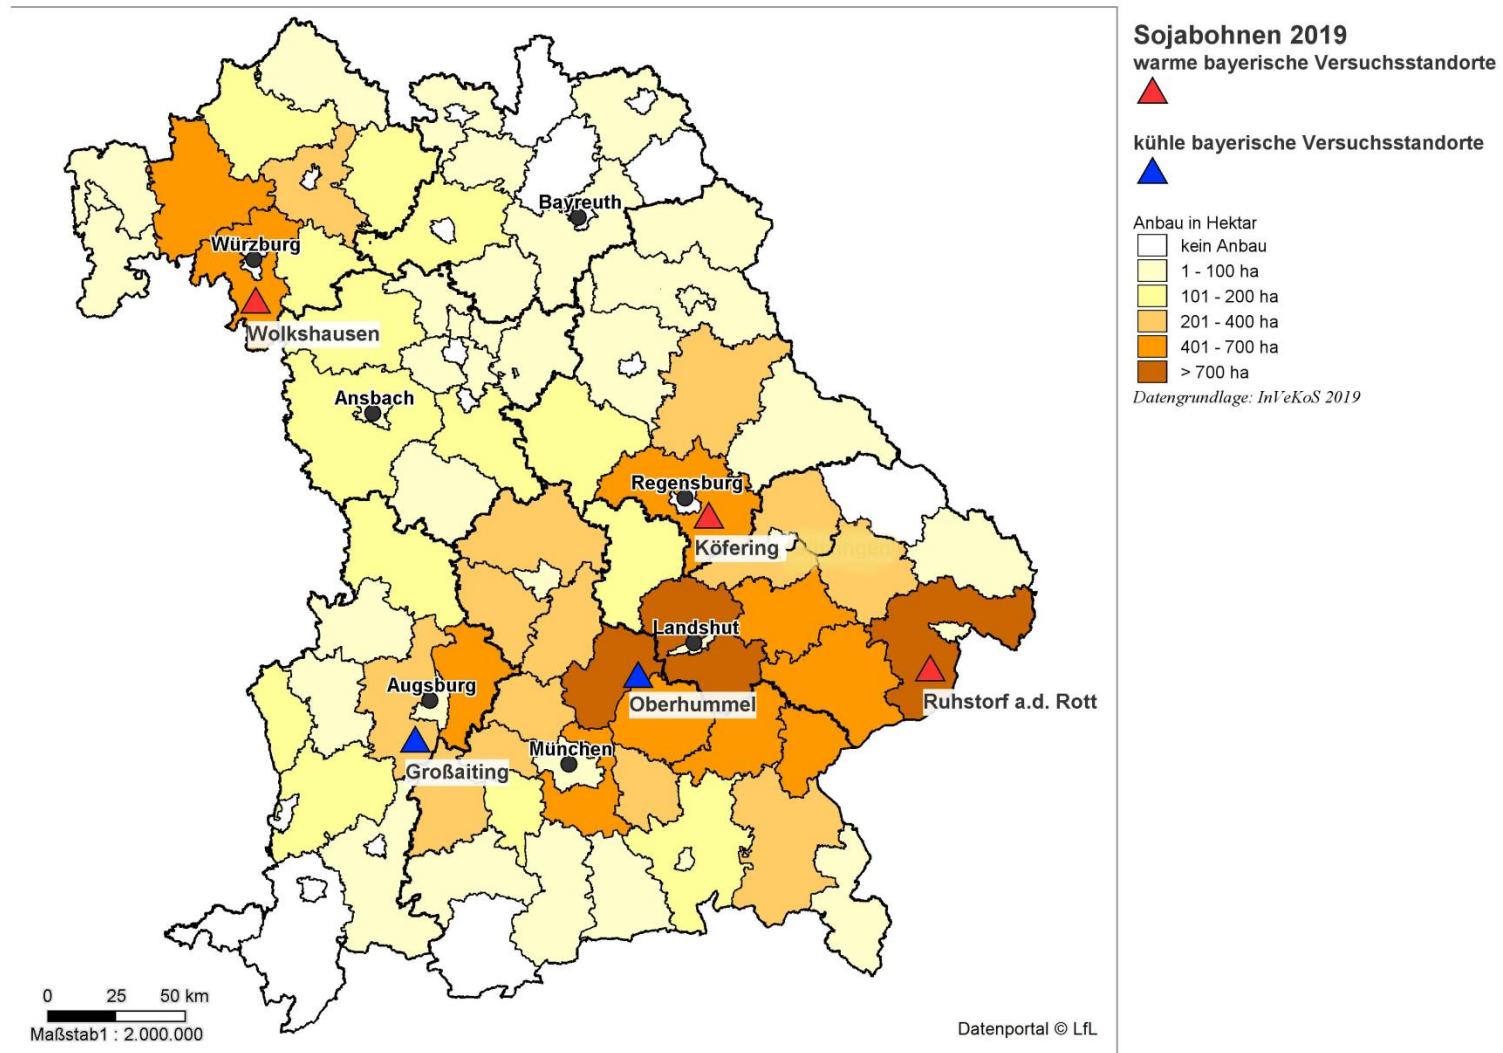 Sojabohnen 2019
warme bayerische Versuchsstandorte
kühle bayerische Versuchsstandorte
Anbau in Hektar
kein Anbau
1 - 100 ha
101 - 200 ha
201 - 400 ha
401 - 700 ha
> 700 ha
Datengrundlage: InVeKoS 2019
Bayreuth
Würzburg
Wolkshausen
Ansbach
Regensburg
Köfering
Landshut
Augsburg
Oberhummel
Ruhstorf a.d. Rott
München
Großaiting
0 25 50 km
Maßstab1 : 2.000.000
Datenportal © LfL